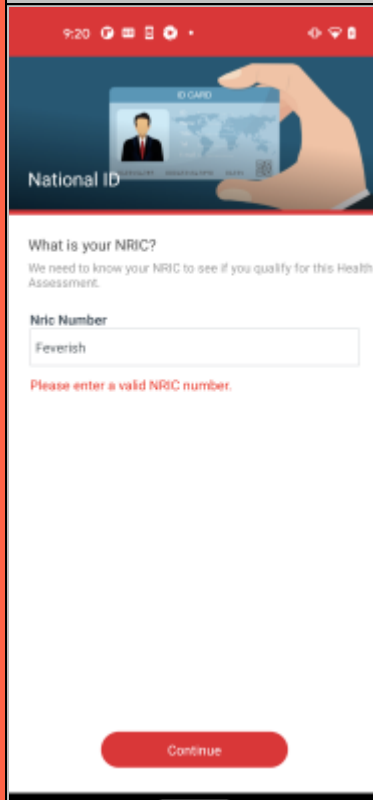 9:20
ID CARD
National ID
What is your NRIC?
We need to know your NRIC to see if you qualify for this Health
Assessment.
Nric Number
Feverish
Please enter a valid NRIC number.
Continue